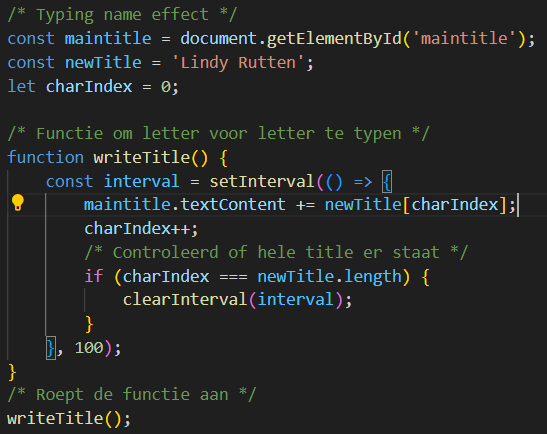 /* Typing name effect */
const maintitle = document.getElementById('maintitle');
const newTitle = 'Lindy Rutten';
let charIndex = 0;

/* Functie om letter voor letter te typen */
function writeTitle() {
    const interval = setInterval(() => {
        maintitle.textContent += newTitle[charIndex];
        charIndex++;
        /* Controleerd of hele title er staat */
        if (charIndex === newTitle.length) {
            clearInterval(interval);
        }
    }, 100);
}
/* Roept de functie aan */
writeTitle();